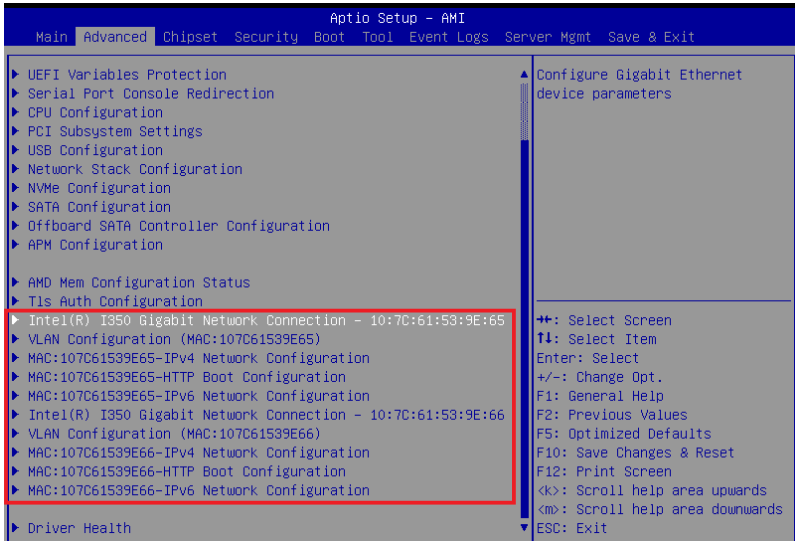 Aptio Setup - AMI
Main Advanced Chipset Security Boot Tool Event Logs Server Mgmt Save & Exit
UEFI Variables Protection
Serial Port Console Redirection
CPU Configuration
PCI Subsystem Settings
USB Configuration
Network Stack Configuration
NVMe Configuration
SATA Configuration
Offboard SATA Controller Configuration
APM Configuration
AMD Mem Configuration Status
Tls Auth Configuration
Intel(R) I350 Gigabit Network Connection - 10:7C:61:53:9E:65
VLAN Configuration (MAC:107C61539E65)
MAC:107C61539E65-IPv4 Network Configuration
MAC:107C61539E65-HTTP Boot Configuration
MAC:107C61539E65-IPv6 Network Configuration
Intel(R) I350 Gigabit Network Connection - 10:7C:61:53:9E:66
VLAN Configuration (MAC:107C61539E66)
MAC:107C61539E66-IPv4 Network Configuration
MAC:107C61539E66-HTTP Boot Configuration
MAC:107C61539E66-IPv6 Network Configuration
Driver Health
Configure Gigabit Ethernet
device parameters
→←: Select Screen
↑↓: Select Item
Enter: Select
+/-: Change Opt.
F1: General Help
F2: Previous Values
F5: Optimized Defaults
F10: Save Changes & Reset
F12: Print Screen
<k>: Scroll help area upwards
<m>: Scroll help area downwards
ESC: Exit